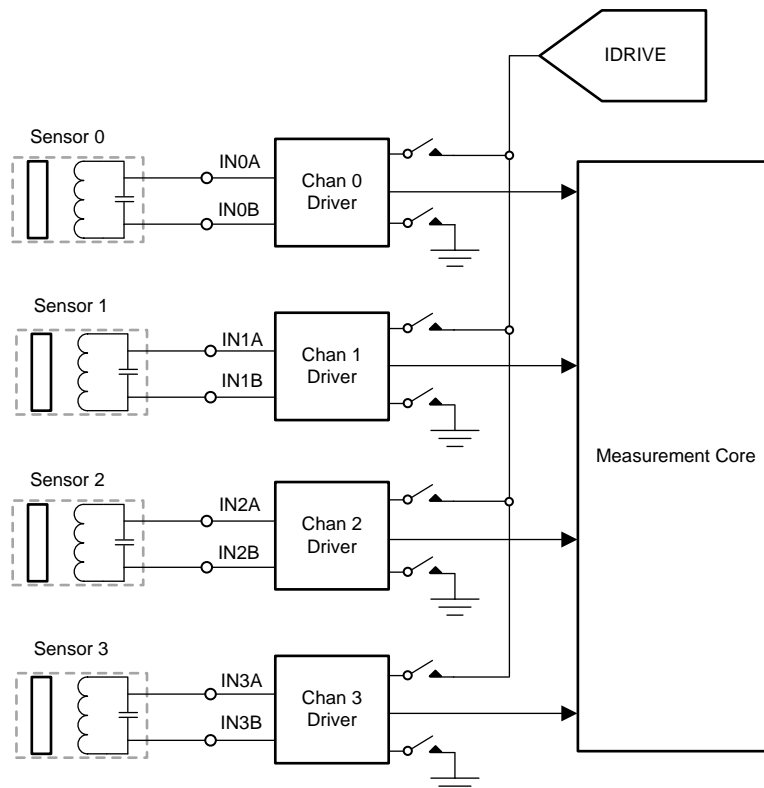 IDRIVE
Sensor 0
IN0A
IN0B
Chan 0
Driver
Sensor 1
IN1A
IN1B
Chan 1
Driver
Measurement Core
Sensor 2
IN2A
IN2B
Chan 2
Driver
Sensor 3
IN3A
IN3B
Chan 3
Driver